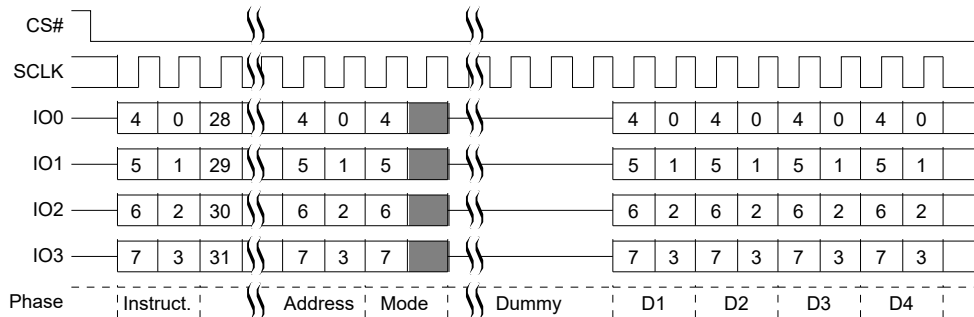 CS#
SCLK
IO0 4 0 28 4 0 4 4 0 4 0 4 0 4 0
IO1 5 1 29 5 1 5 5 1 5 1 5 1 5 1
IO2 6 2 30 6 2 6 6 2 6 2 6 2 6 2
IO3 7 3 31 7 3 7 7 3 7 3 7 3 7 3
Phase Instruct. Address Mode Dummy D1 D2 D3 D4